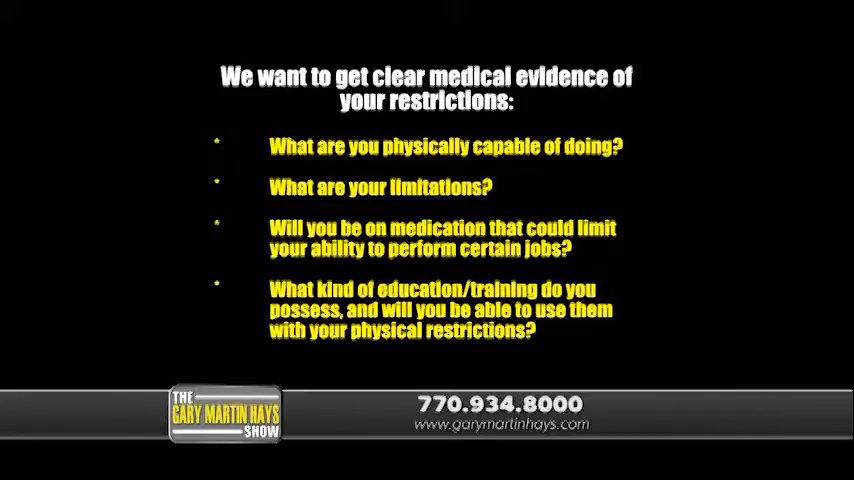 We want to get clear medical evidence of
your restrictions:
* What are you physically capable of doing?
* What are your limitations?
* Will you be on medication that could limit
your ability to perform certain jobs?
* What kind of education/training do you
possess, and will you be able to use them
with your physical restrictions?
THE
GARY MARTIN HAYS
SHOW
770.934.8000
www.garymartinhays.com